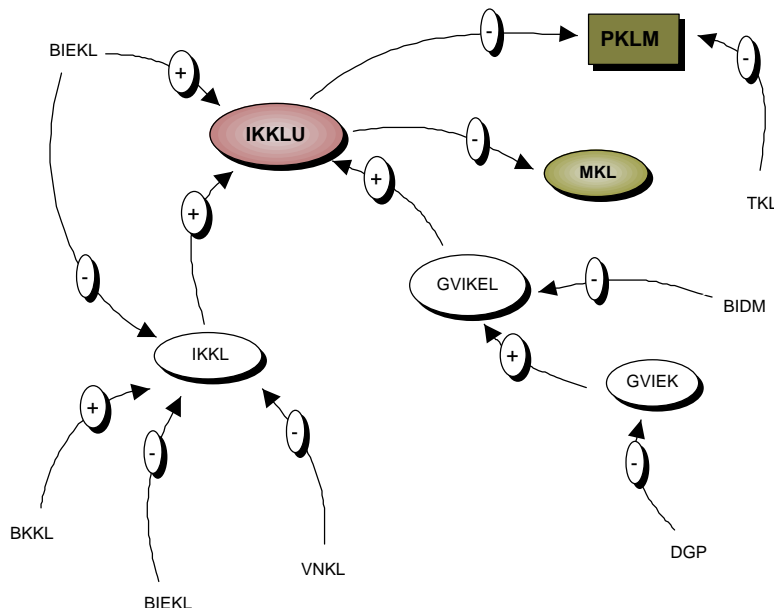 -
PKLM
BIEKL
+
-
IKKLU
-
MKL
+
TKL
+
-
GVIKEL
-
BIDM
IKKL
+
GVIEK
+
-
-
-
BKKL
DGP
VNKL
BIEKL